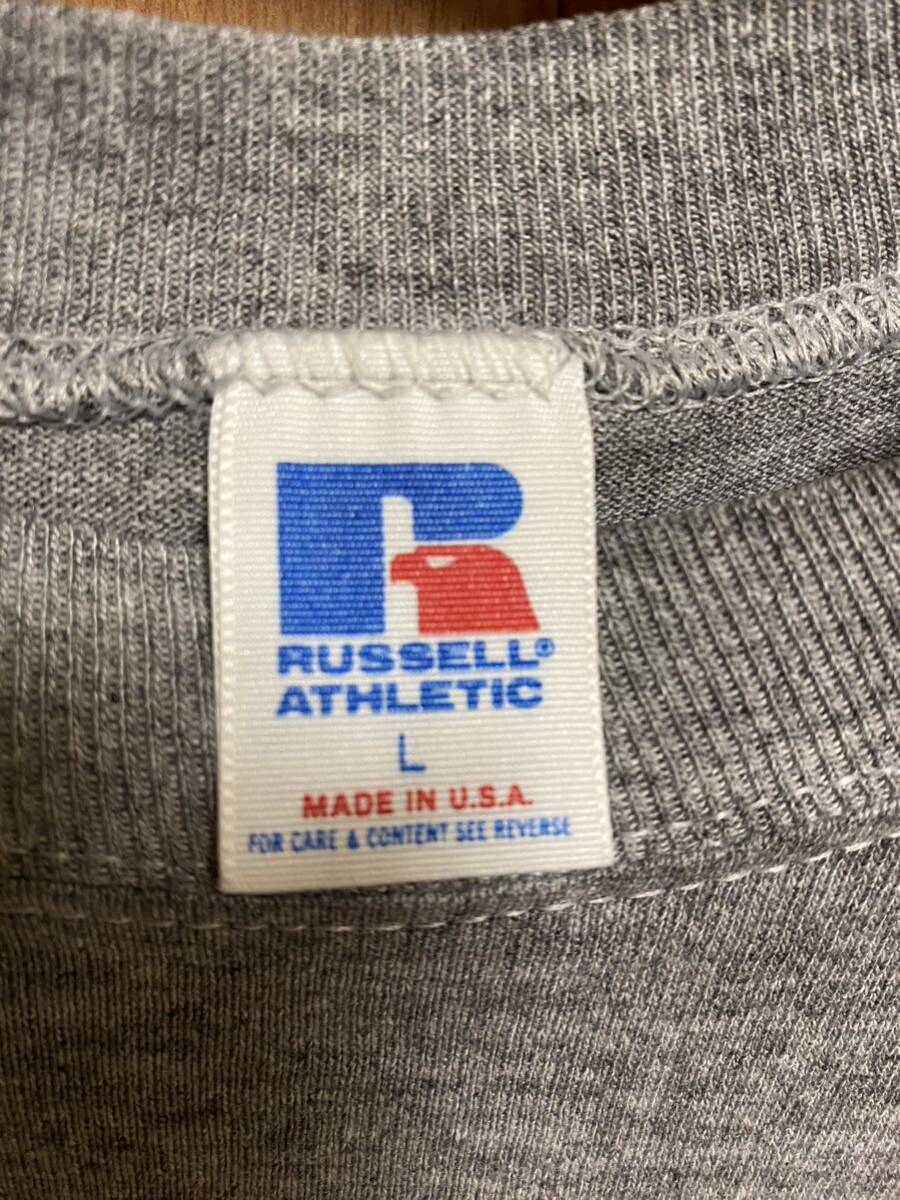 R
RUSSELL®
ATHLETIC
L
MADE IN U.S.A.
FOR CARE & CONTENT SEE REVERSE